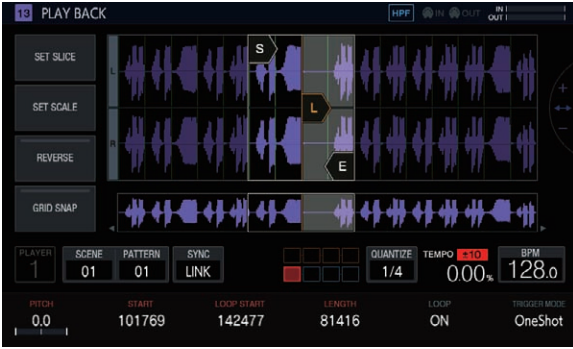 13 PLAY BACK
HPF IN OUT IN OUT
SET SLICE
SET SCALE
REVERSE
GRID SNAP
L
R
S
L
E
+
−
PLAYER 1
SCENE 01
PATTERN 01
SYNC LINK
QUANTIZE 1/4
TEMPO ±10 0.00%
BPM 128.0
PITCH START LOOP START LENGTH LOOP TRIGGER MODE
0.0 101769 142477 81416 ON OneShot